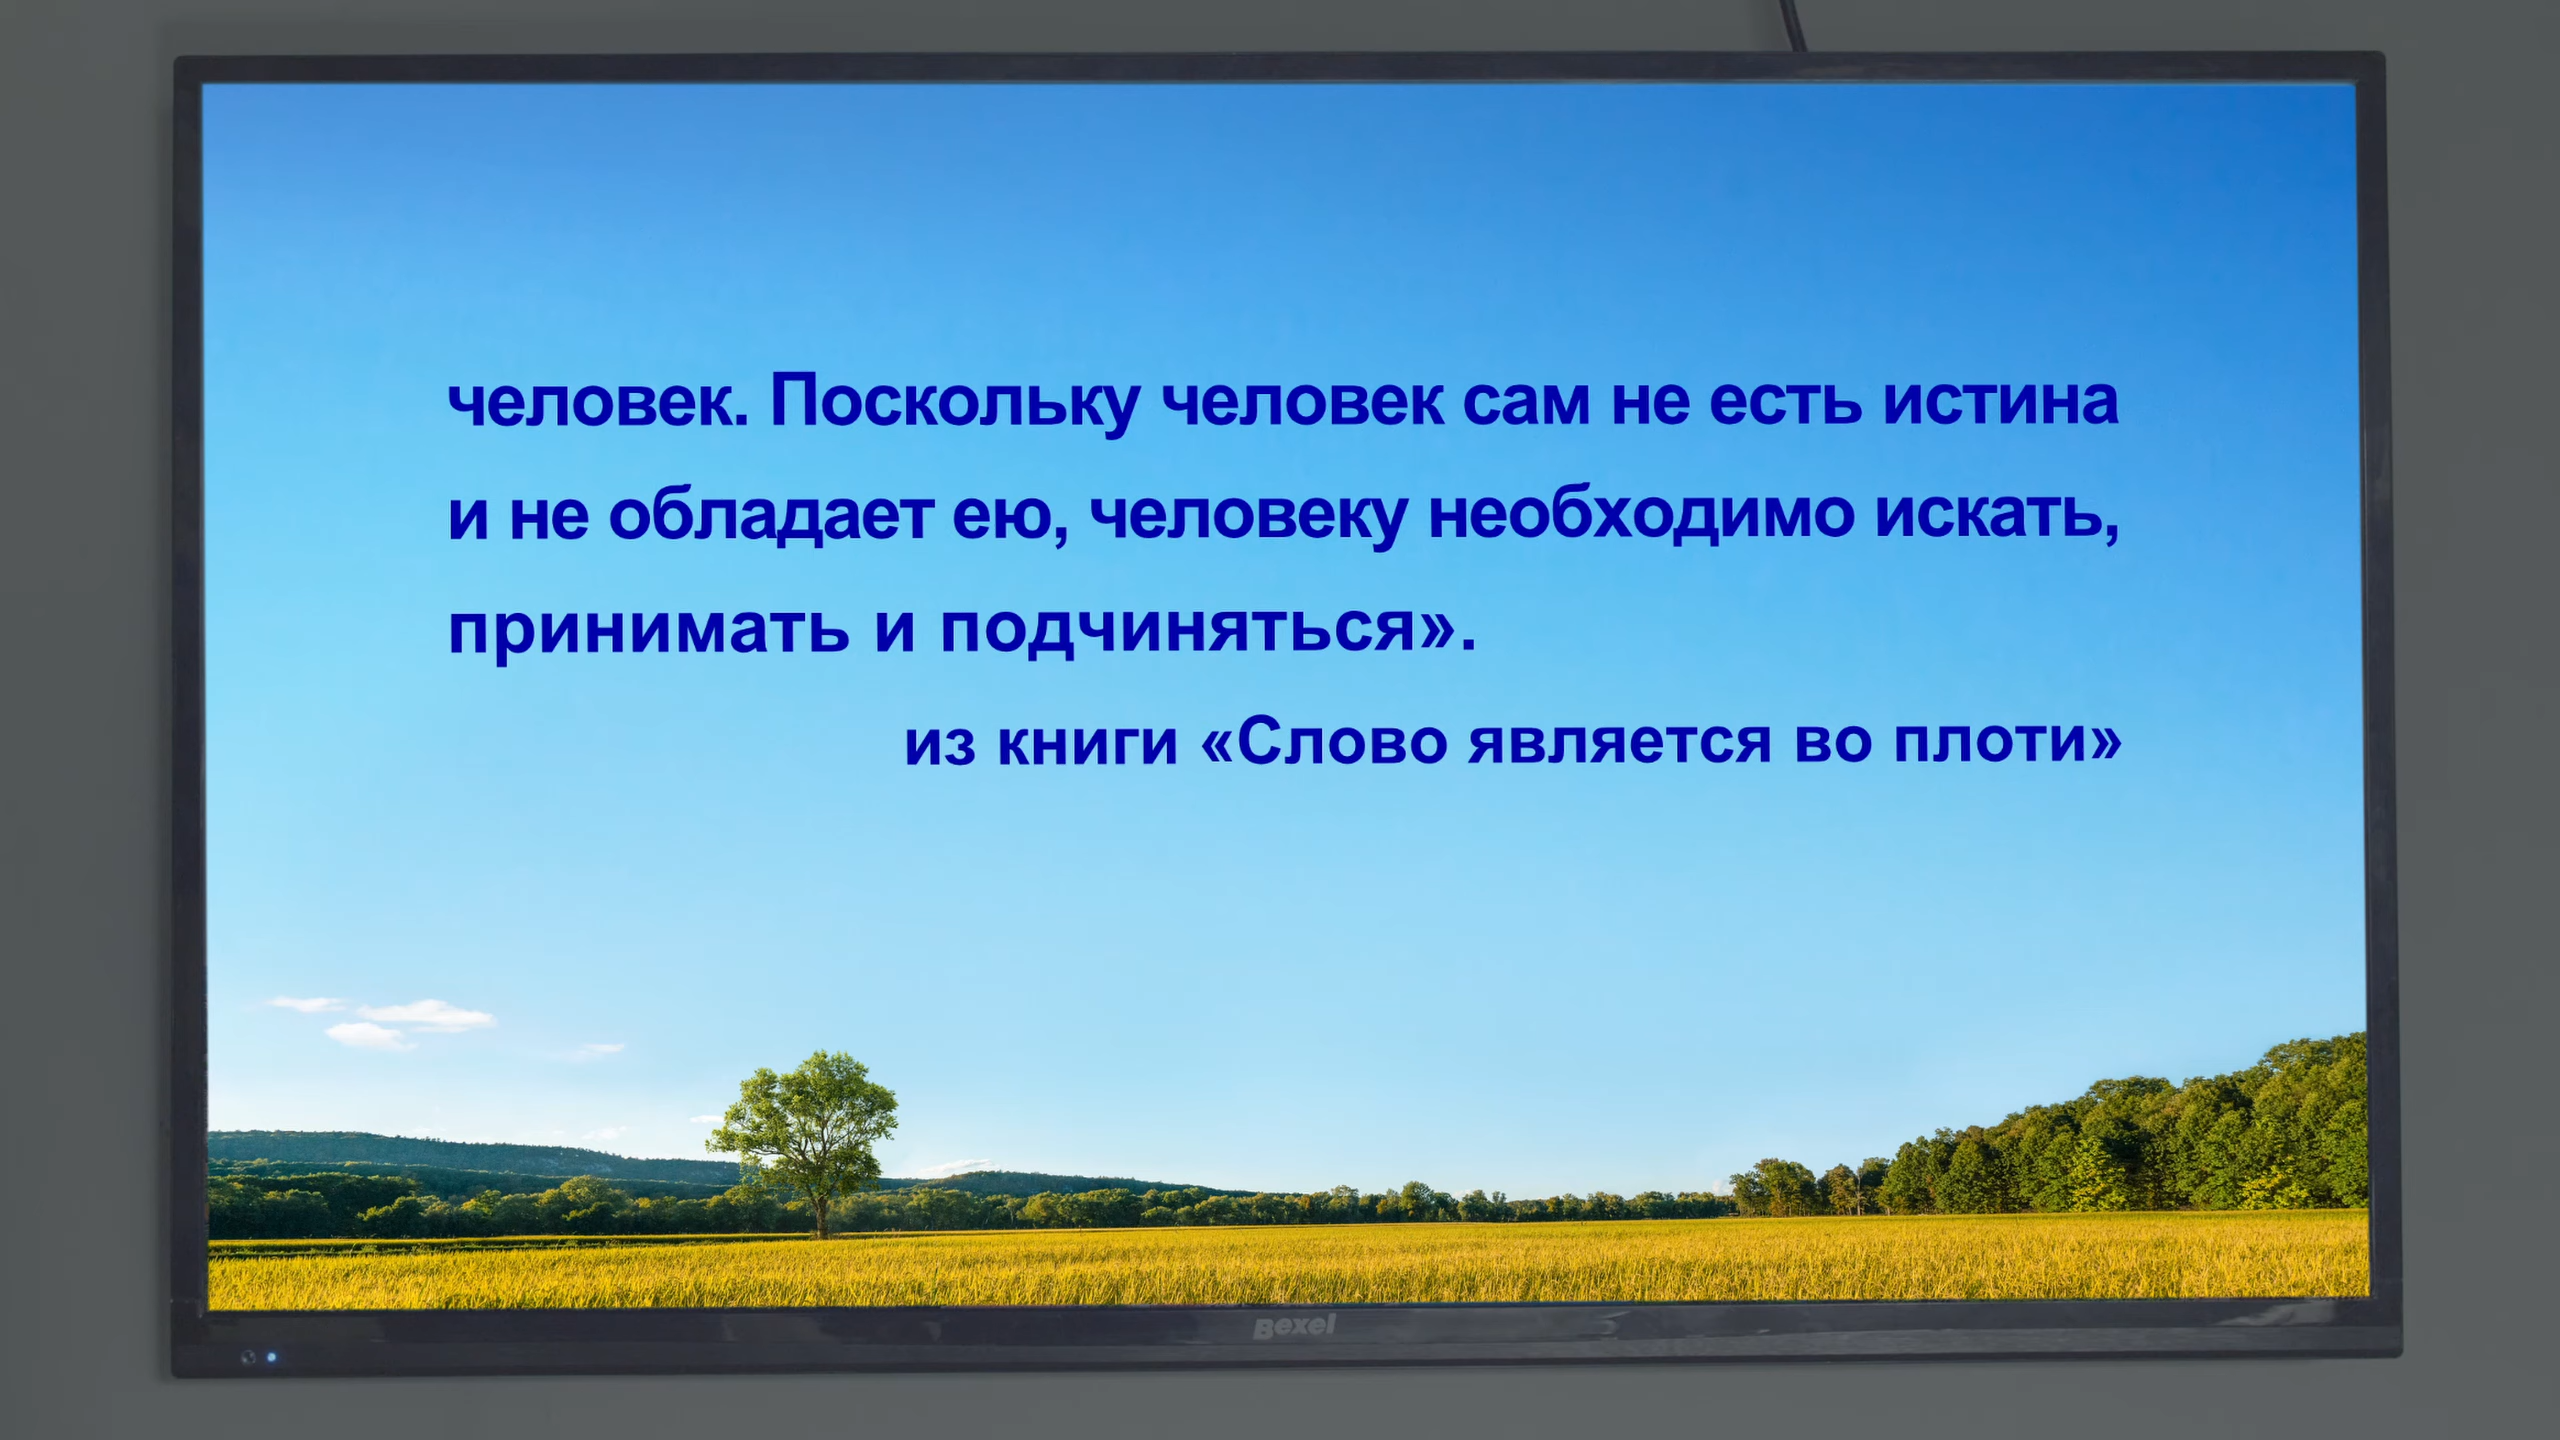 человек. Поскольку человек сам не есть истина
и не обладает ею, человеку необходимо искать,
принимать и подчиняться».
из книги «Слово является во плоти»
Bexel